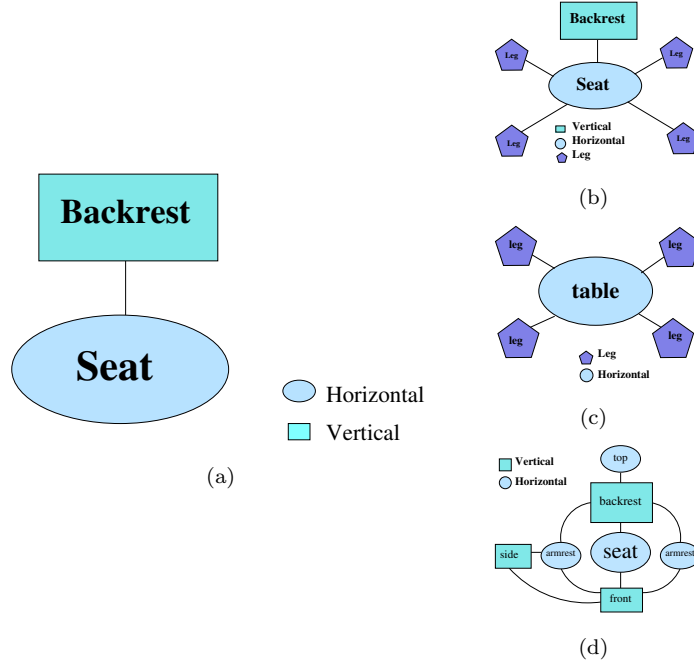 Backrest
Seat
Horizontal
Vertical
(a)
Backrest
Leg
Leg
Seat
Leg
Leg
Vertical
Horizontal
Leg
(b)
leg
leg
table
leg
leg
Leg
Horizontal
(c)
Vertical
Horizontal
top
backrest
side
armrest
seat
armrest
front
(d)